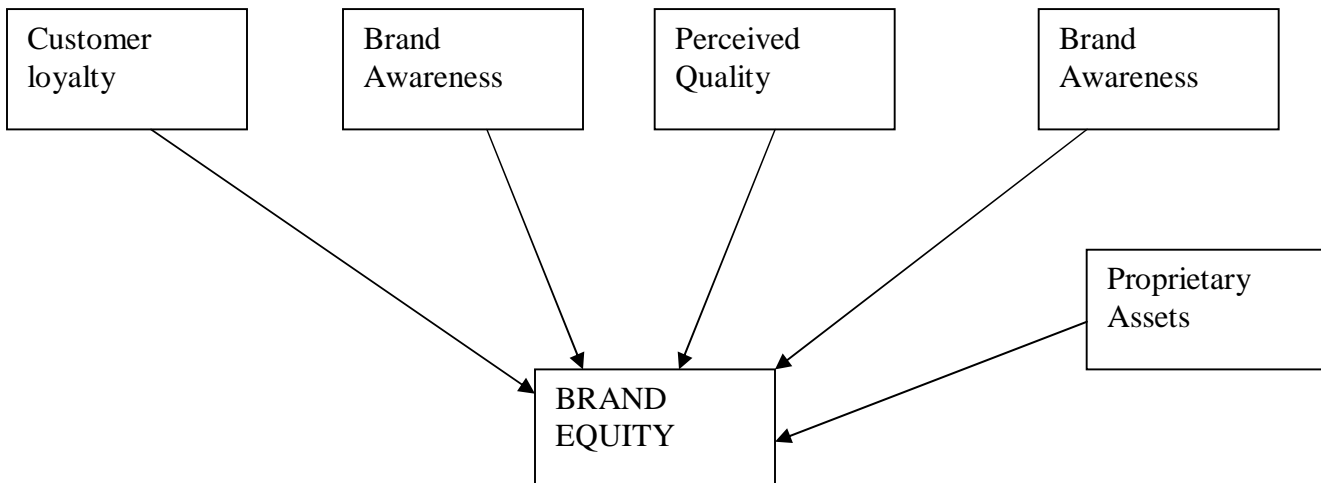 Customer
loyalty
Brand
Awareness
Perceived
Quality
Brand
Awareness
Proprietary
Assets
BRAND
EQUITY